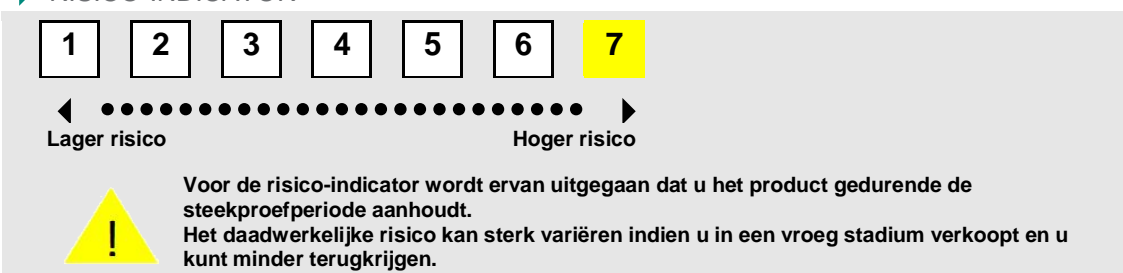 RISICO-INDICATOR
1 2 3 4 5 6 7
Lager risico Hoger risico
Voor de risico-indicator wordt ervan uitgegaan dat u het product gedurende de
steekproefperiode aanhoudt.
! Het daadwerkelijke risico kan sterk variëren indien u in een vroeg stadium verkoopt en u
kunt minder terugkrijgen.